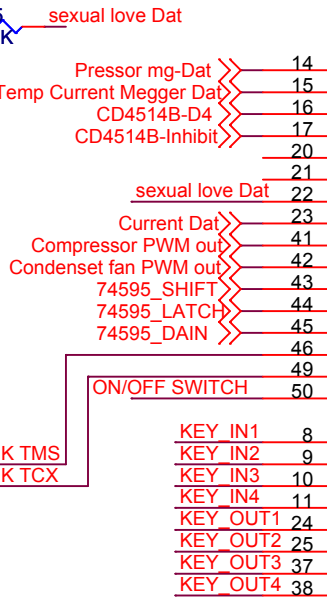 5
sexual love Dat
K
Pressor mg-Dat 14
Temp Current Megger Dat 15
CD4514B-D4 16
CD4514B-Inhibit 17
20
21
sexual love Dat 22
Current Dat 23
Compressor PWM out 41
Condenset fan PWM out 42
74595_SHIFT 43
74595_LATCH 44
74595_DAIN 45
46
49
ON/OFF SWITCH 50
KEY_IN1 8
K TMS KEY_IN2 9
K TCX KEY_IN3 10
KEY_IN4 11
KEY_OUT1 24
KEY_OUT2 25
KEY_OUT3 37
KEY_OUT4 38